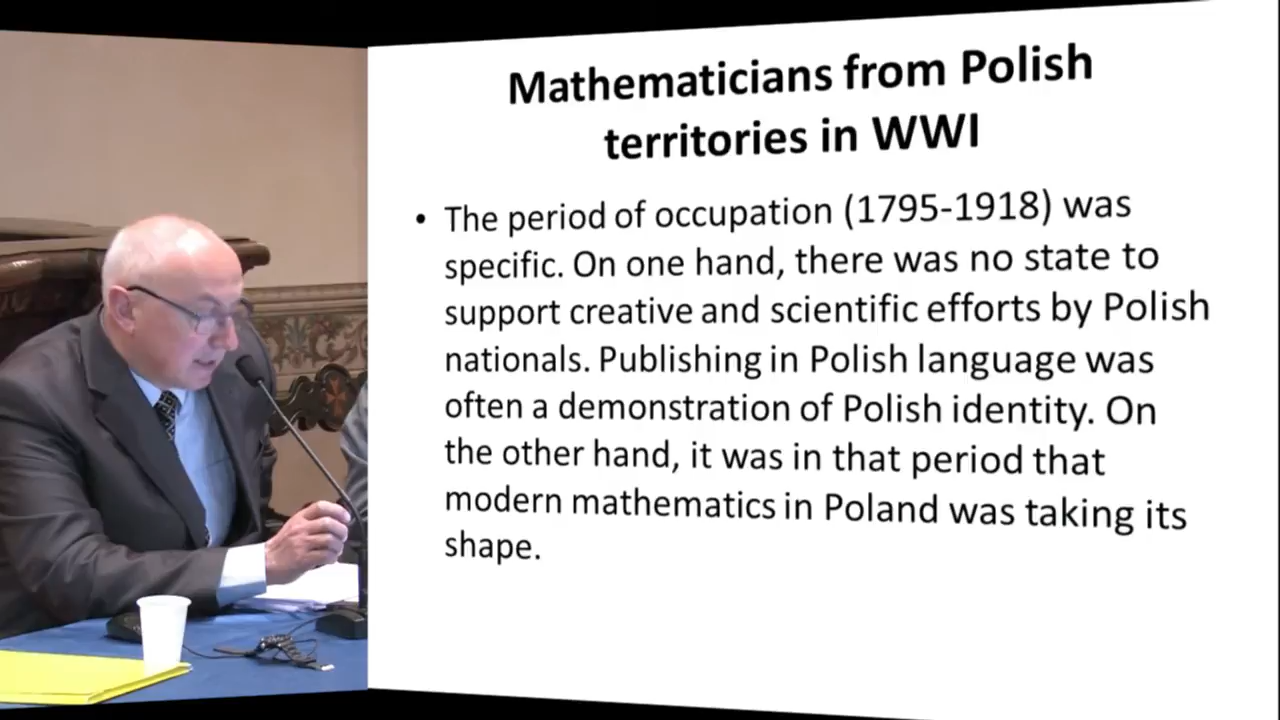 Mathematicians from Polish
territories in WWI
• The period of occupation (1795-1918) was
specific. On one hand, there was no state to
support creative and scientific efforts by Polish
nationals. Publishing in Polish language was
often a demonstration of Polish identity. On
the other hand, it was in that period that
modern mathematics in Poland was taking its
shape.